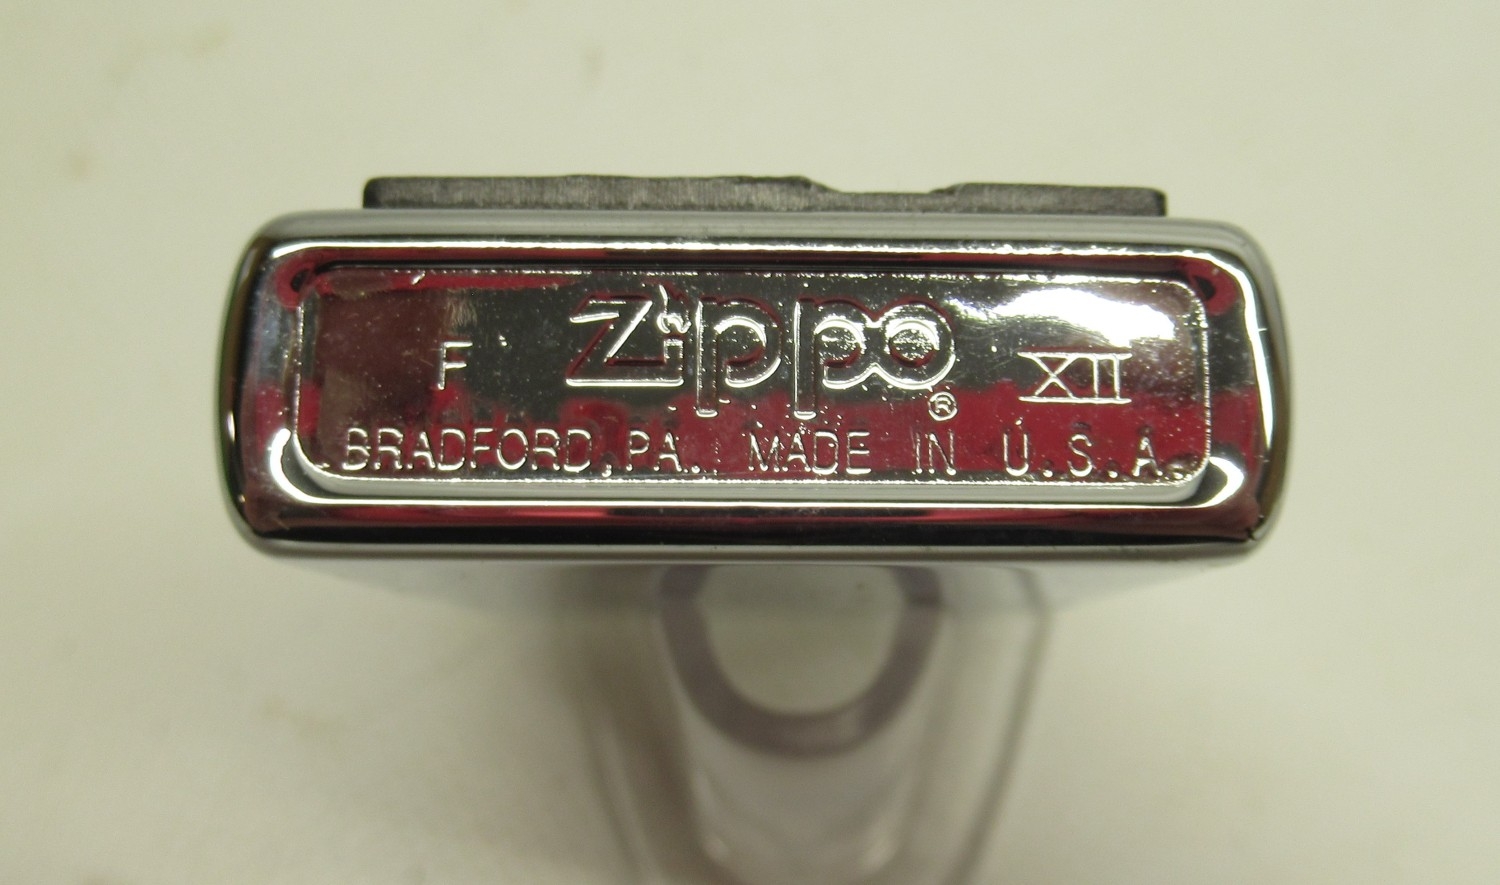 F Zippo ® XII
BRADFORD, PA. MADE IN U.S.A.